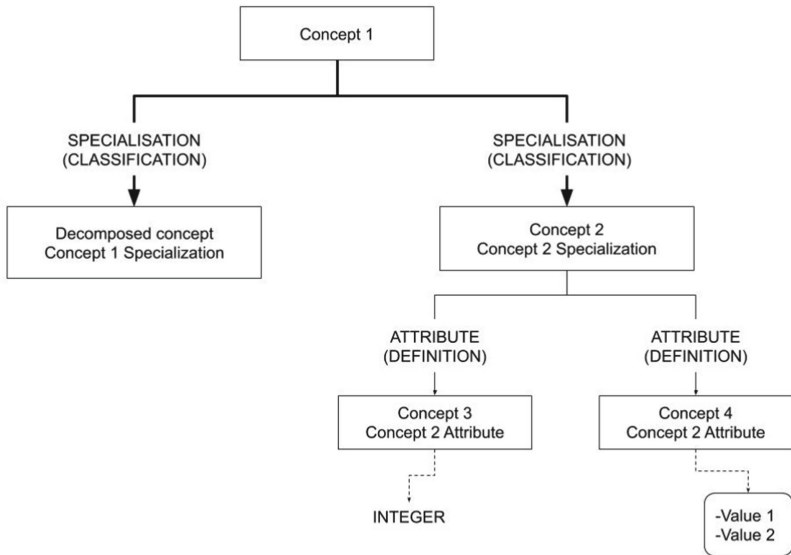 Concept 1
SPECIALISATION
(CLASSIFICATION)
SPECIALISATION
(CLASSIFICATION)
Decomposed concept
Concept 1 Specialization
Concept 2
Concept 2 Specialization
ATTRIBUTE
(DEFINITION)
ATTRIBUTE
(DEFINITION)
Concept 3
Concept 2 Attribute
Concept 4
Concept 2 Attribute
INTEGER
-Value 1
-Value 2